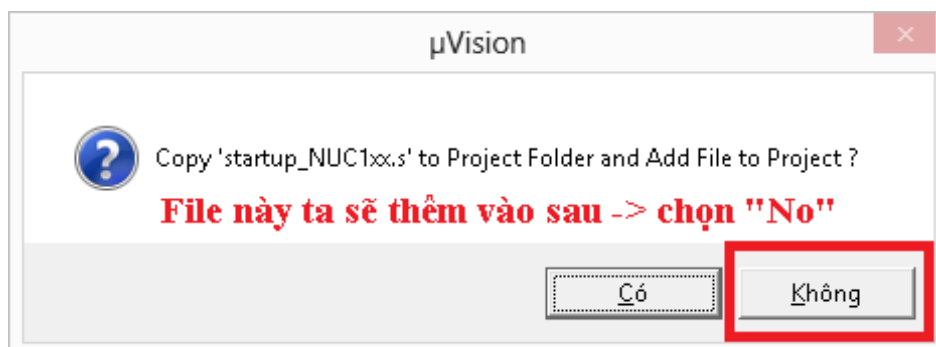 µVision
Copy 'startup_NUC1xx.s' to Project Folder and Add File to Project ?
File này ta sẽ thêm vào sau -> chọn "No"
Có Không